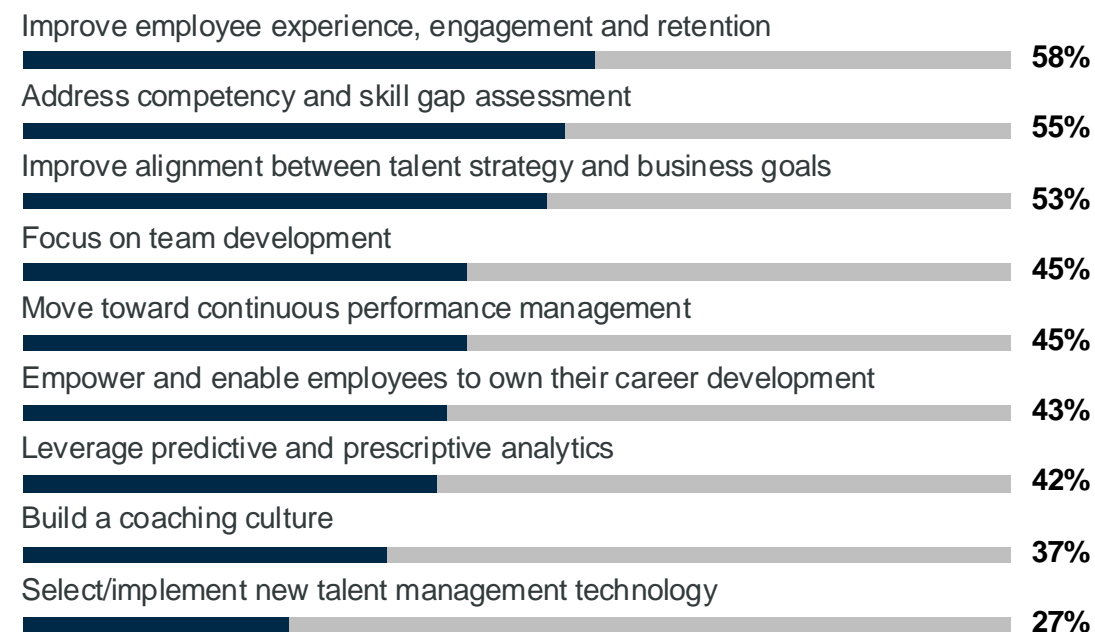 Improve employee experience, engagement and retention
58%
Address competency and skill gap assessment
55%
Improve alignment between talent strategy and business goals
53%
Focus on team development
45%
Move toward continuous performance management
45%
Empower and enable employees to own their career development
43%
Leverage predictive and prescriptive analytics
42%
Build a coaching culture
37%
Select/implement new talent management technology
27%